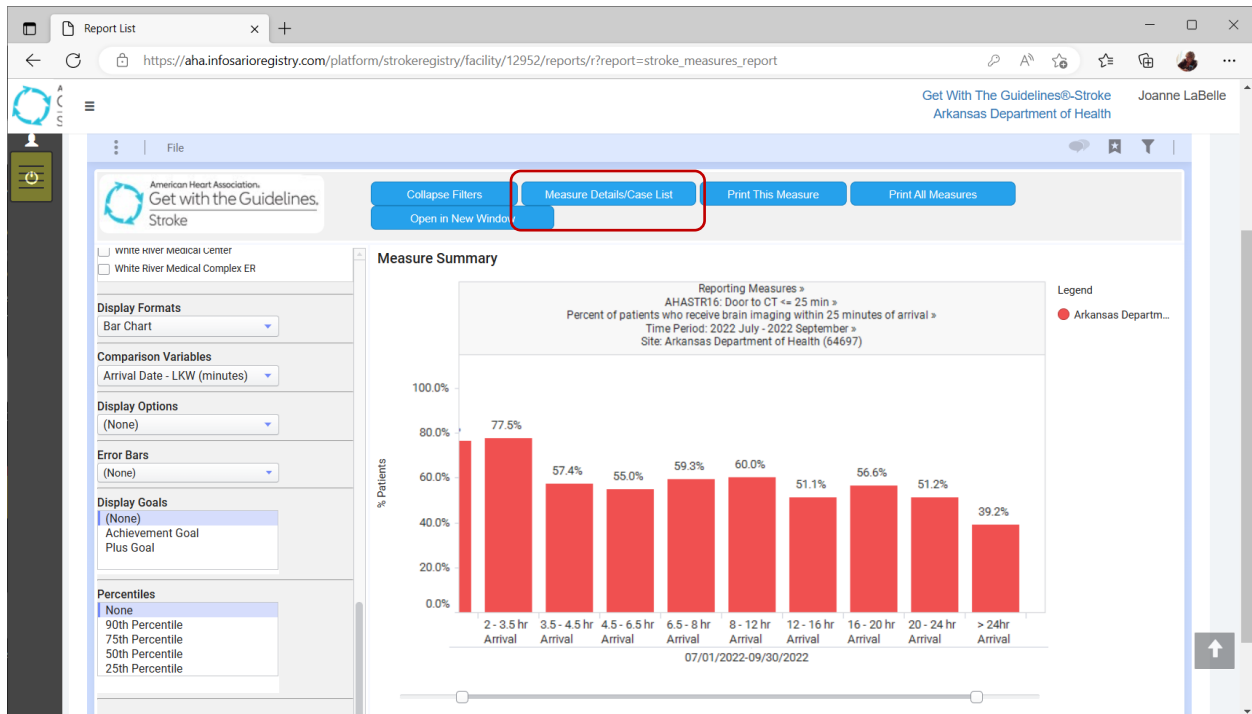 Report List
https://aha.infosarioregistry.com/platform/strokeregistry/facility/12952/reports/r?report=stroke_measures_report
Get With The Guidelines®-Stroke
Arkansas Department of Health
Joanne LaBelle
File
American Heart Association.
Get with the Guidelines.
Stroke
Collapse Filters
Measure Details/Case List
Print This Measure
Print All Measures
Open in New Window
White River Medical Center
White River Medical Complex ER
Display Formats
Bar Chart
Comparison Variables
Arrival Date - LKW (minutes)
Display Options
(None)
Error Bars
(None)
Display Goals
(None)
Achievement Goal
Plus Goal
Percentiles
None
90th Percentile
75th Percentile
50th Percentile
25th Percentile
Measure Summary
Reporting Measures »
AHASTR16: Door to CT <= 25 min »
Percent of patients who receive brain imaging within 25 minutes of arrival »
Time Period: 2022 July - 2022 September »
Site: Arkansas Department of Health (64697)
Legend
Arkansas Departm...
% Patients
100.0%
80.0%
60.0%
40.0%
20.0%
0.0%
77.5%
57.4%
55.0%
59.3%
60.0%
51.1%
56.6%
51.2%
39.2%
2 - 3.5 hr Arrival
3.5 - 4.5 hr Arrival
4.5 - 6.5 hr Arrival
6.5 - 8 hr Arrival
8 - 12 hr Arrival
12 - 16 hr Arrival
16 - 20 hr Arrival
20 - 24 hr Arrival
> 24hr Arrival
07/01/2022-09/30/2022